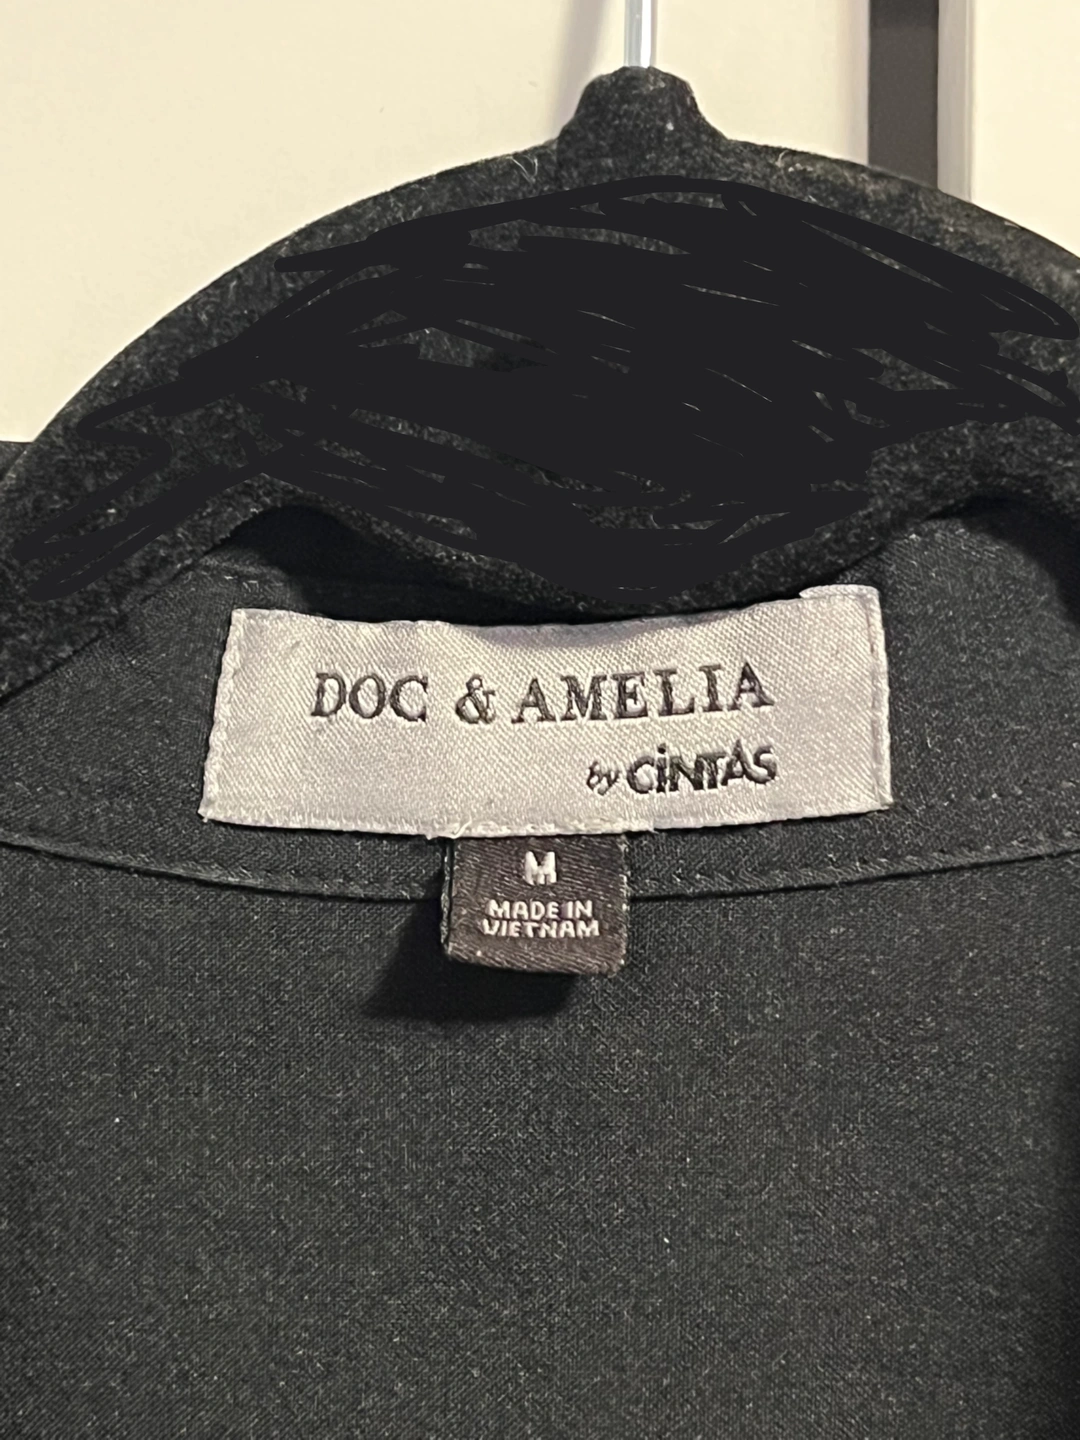 DOC & AMELIA
by CiNTAS
M
MADE IN
VIETNAM